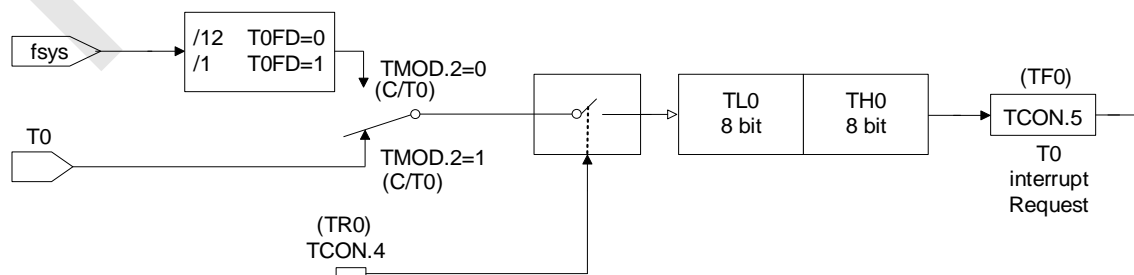 fsys
/12 T0FD=0
/1 T0FD=1
TMOD.2=0
(C/T0)
T0
TMOD.2=1
(C/T0)
(TR0)
TCON.4
TL0
8 bit
TH0
8 bit
(TF0)
TCON.5
T0
interrupt
Request